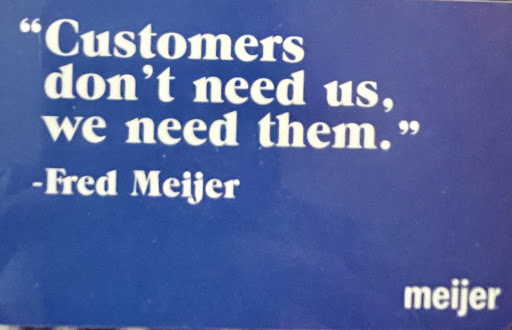 “Customers
don’t need us,
we need them.”
-Fred Meijer
meijer